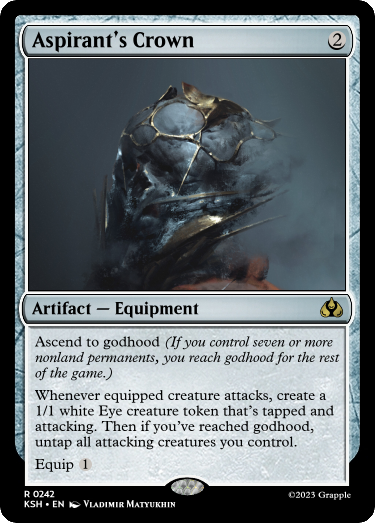 Aspirant's Crown 2
Artifact — Equipment
Ascend to godhood (If you control seven or more
nonland permanents, you reach godhood for the rest
of the game.)
Whenever equipped creature attacks, create a
1/1 white Eye creature token that's tapped and
attacking. Then if you've reached godhood,
untap all attacking creatures you control.
Equip 1
R 0242
KSH • EN Vladimir Matyukhin
©2023 Grapple